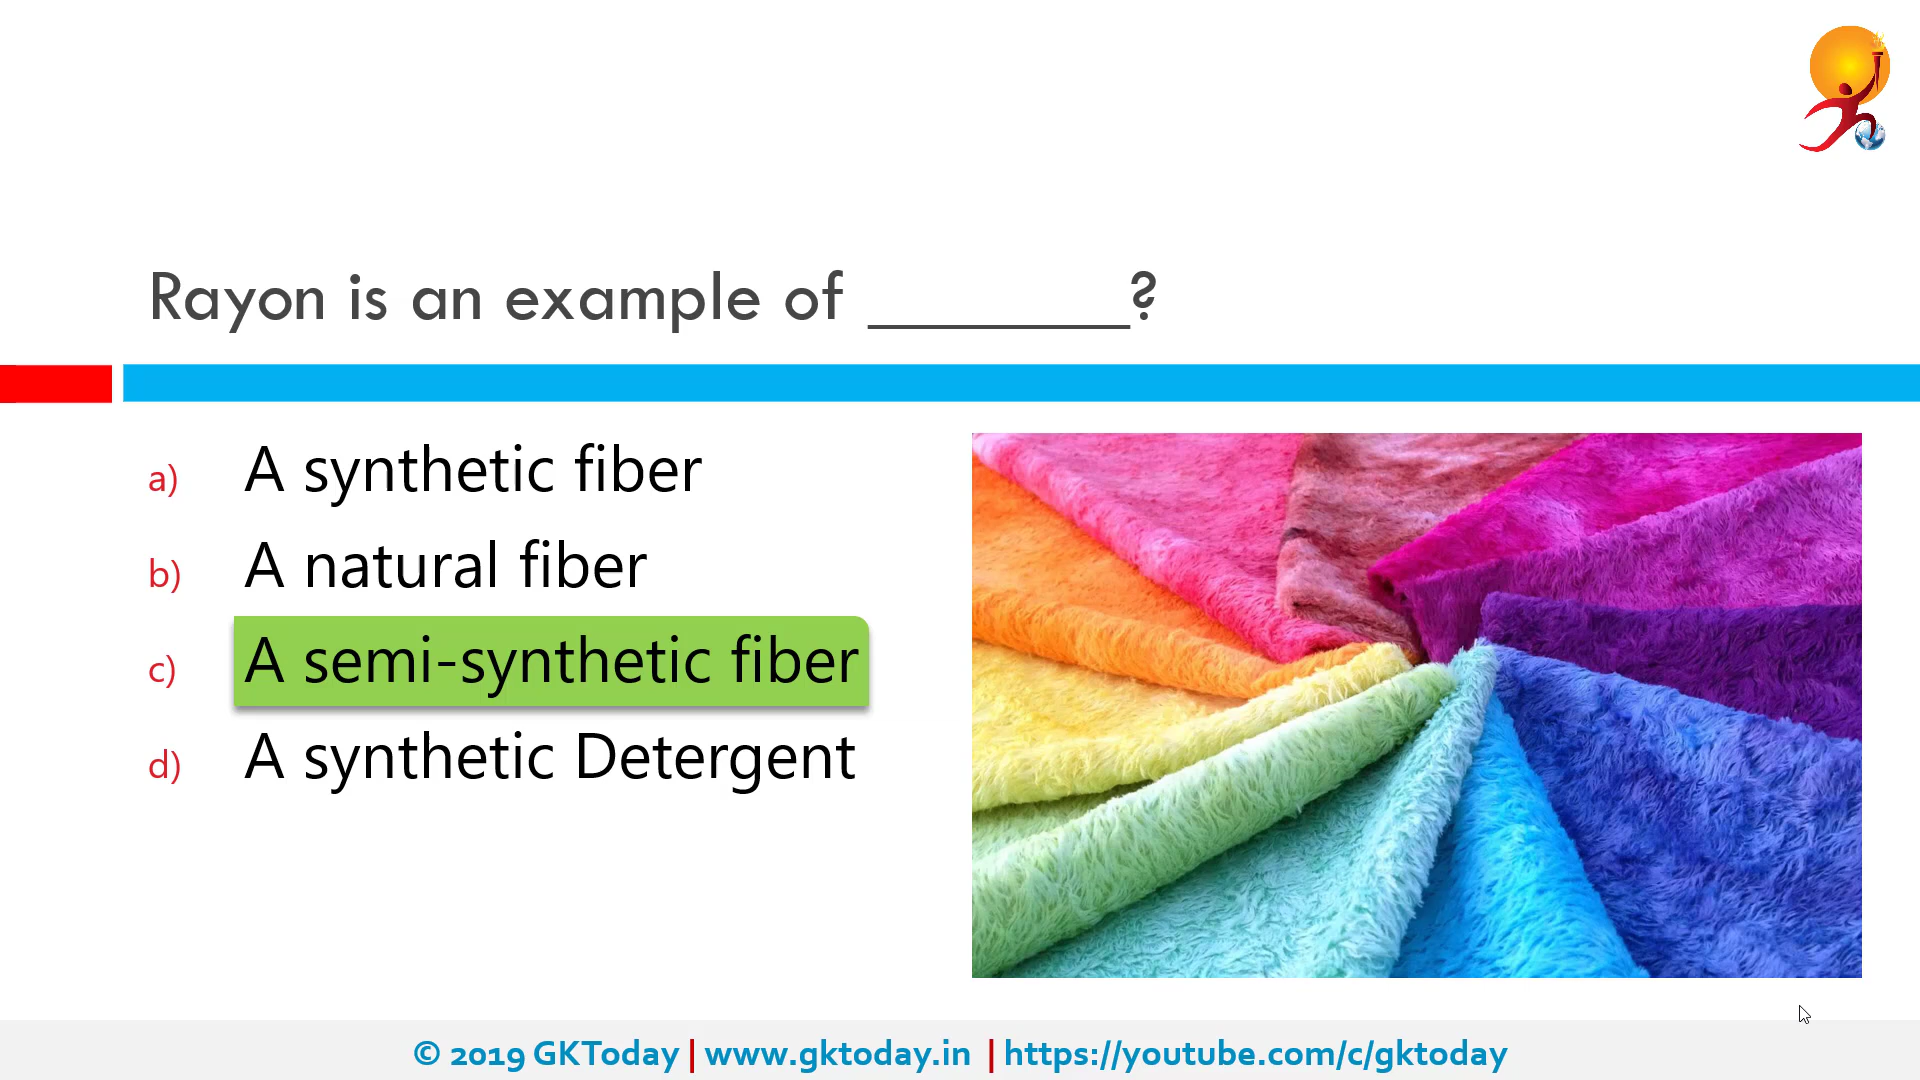 Rayon is an example of ________?
a) A synthetic fiber
b) A natural fiber
c) A semi-synthetic fiber
d) A synthetic Detergent
© 2019 GKToday | www.gktoday.in | https://youtube.com/c/gktoday